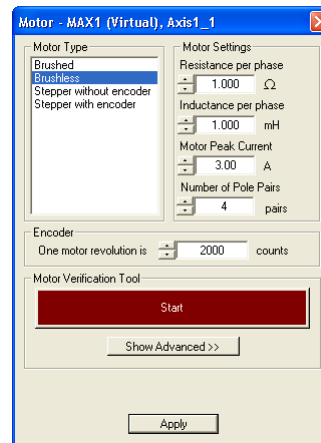 Motor - MAX1 (Virtual), Axis1_1
Motor Type
Brushed
Brushless
Stepper without encoder
Stepper with encoder
Motor Settings
Resistance per phase
1.000 Ω
Inductance per phase
1.000 mH
Motor Peak Current
3.00 A
Number of Pole Pairs
4 pairs
Encoder
One motor revolution is 2000 counts
Motor Verification Tool
Start
Show Advanced >>
Apply